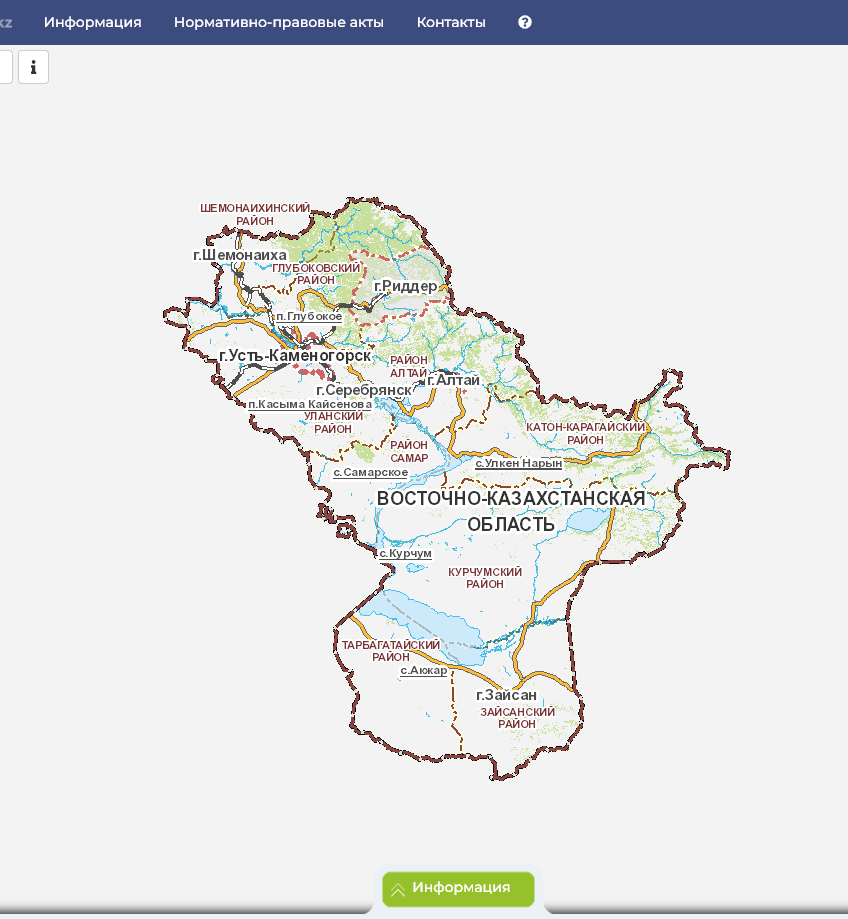 kz Информация Нормативно-правовые акты Контакты ?
i
ШЕМОНАИХИНСКИЙ
РАЙОН
г.Шемонаиха
ГЛУБОКОВСКИЙ
РАЙОН
г.Риддер
п.Глубокое
г.Усть-Каменогорск
РАЙОН
АЛТАЙ
г.Алтай
г.Серебрянск
п.Касыма Кайсенова
УЛАНСКИЙ
РАЙОН
КАТОН-КАРАГАЙСКИЙ
РАЙОН
РАЙОН
САМАР
с.Улкен Нарын
с.Самарское
ВОСТОЧНО-КАЗАХСТАНСКАЯ
ОБЛАСТЬ
с.Курчум
КУРЧУМСКИЙ
РАЙОН
ТАРБАГАТАЙСКИЙ
РАЙОН
с.Акжар
г.Зайсан
ЗАЙСАНСКИЙ
РАЙОН
Информация